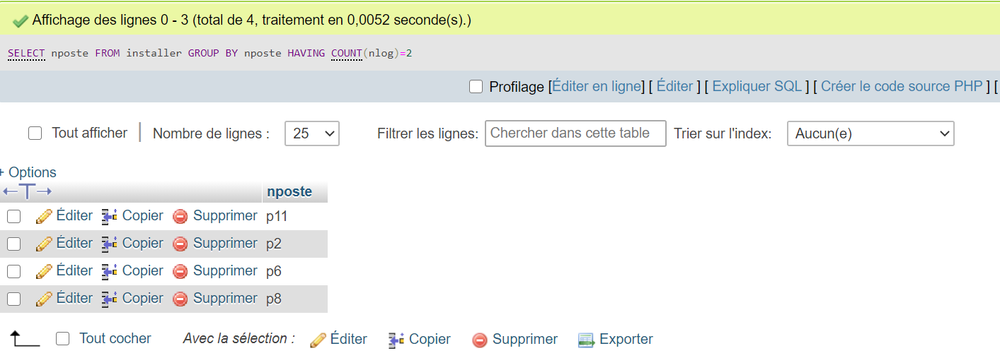 Affichage des lignes 0 - 3 (total de 4, traitement en 0,0052 seconde(s).)
SELECT nposte FROM installer GROUP BY nposte HAVING COUNT(nlog)=2
Profilage [Éditer en ligne] [ Éditer ] [ Expliquer SQL ] [ Créer le code source PHP ] [
Tout afficher | Nombre de lignes : 25 Filtrer les lignes: Chercher dans cette table Trier sur l'index: Aucun(e)
+ Options
←T→ nposte
Éditer Copier Supprimer p11
Éditer Copier Supprimer p2
Éditer Copier Supprimer p6
Éditer Copier Supprimer p8
Tout cocher Avec la sélection : Éditer Copier Supprimer Exporter